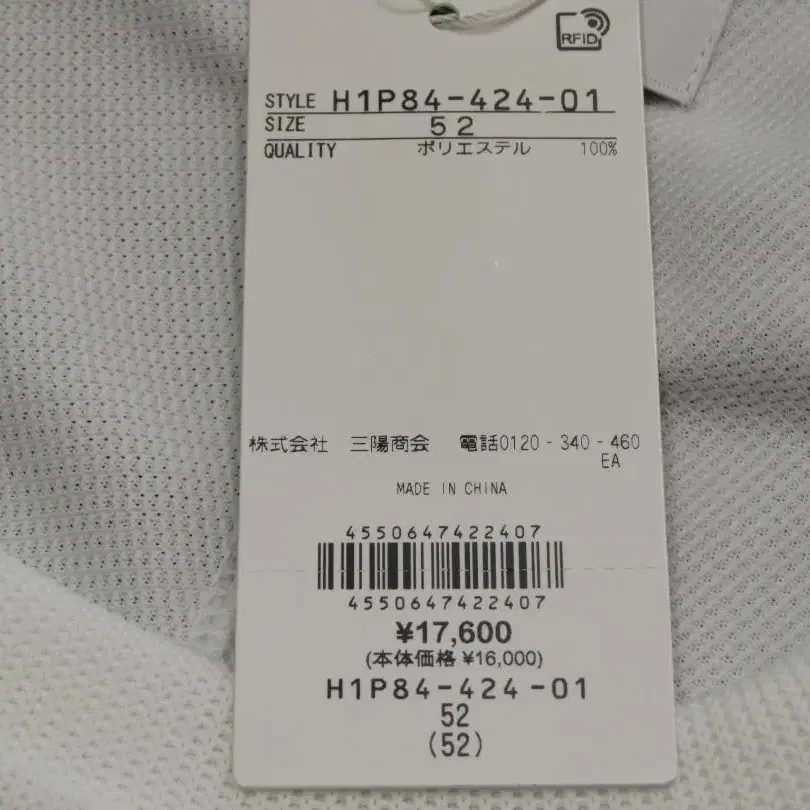 RFID
STYLE H1P84-424-01
SIZE 52
QUALITY ポリエステル 100%
株式会社 三陽商会 電話0120-340-460
EA
MADE IN CHINA
4550647422407
4550647422407
¥17,600
(本体価格 ¥16,000)
H1P84-424-01
52
(52)